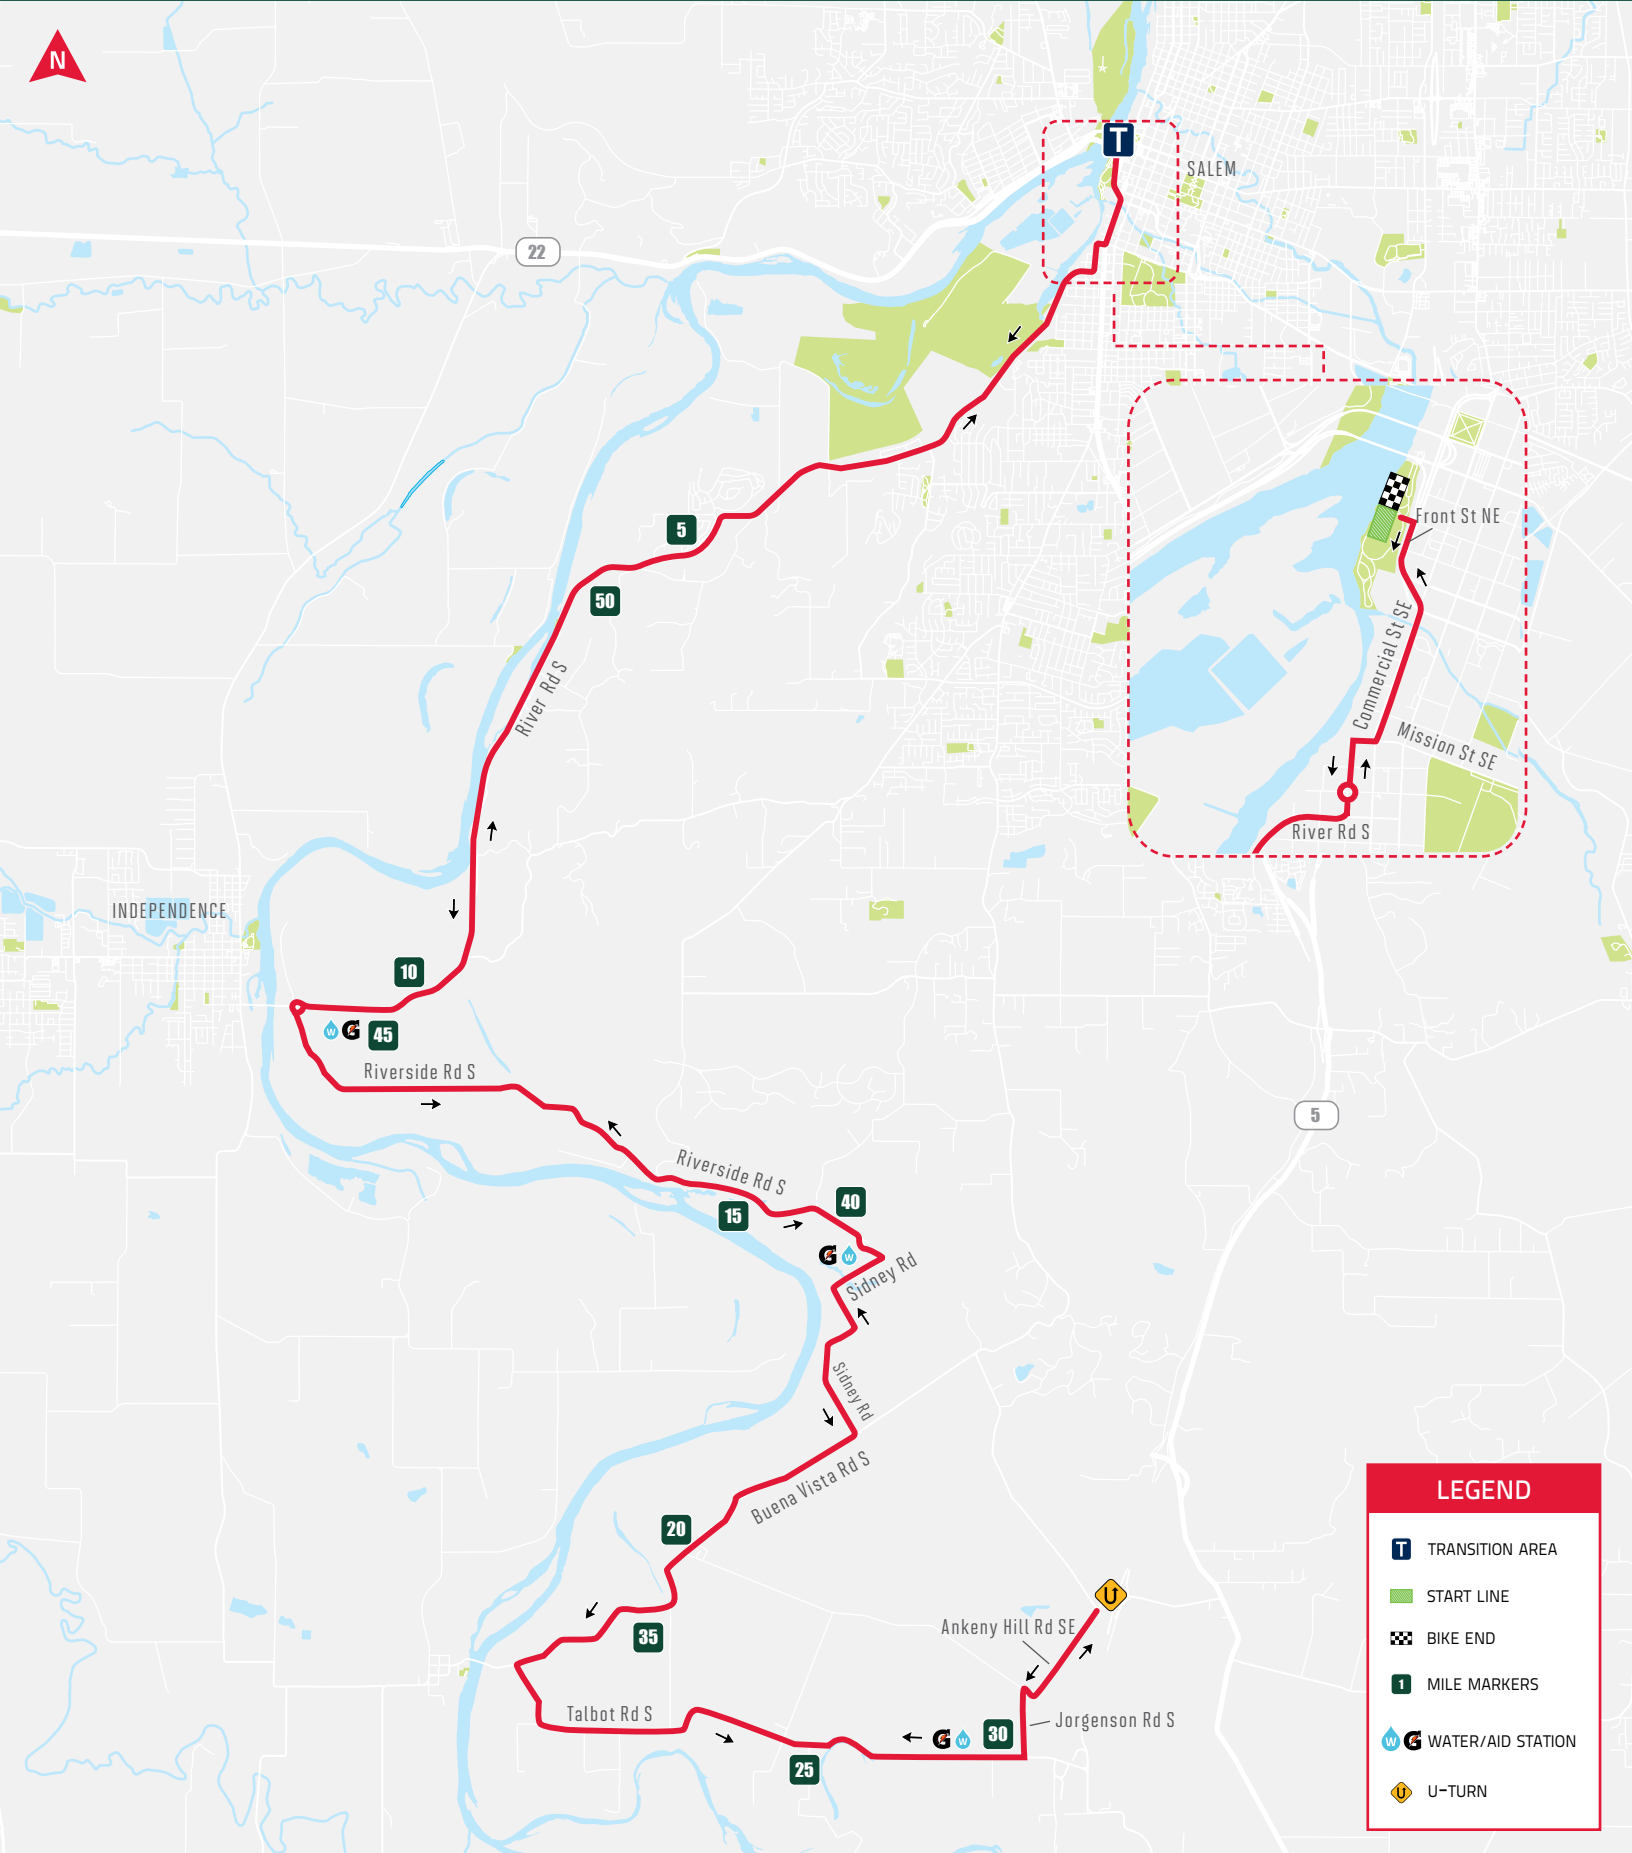 N
T
SALEM
22
5
50
River Rd S
Front St NE
Commercial St SE
Mission St SE
River Rd S
INDEPENDENCE
10
W G 45
Riverside Rd S
5
Riverside Rd S
40
15
G W
Sidney Rd
Sidney Rd
Buena Vista Rd S
20
35
Ankeny Hill Rd SE
Talbot Rd S
Jorgenson Rd S
G W 30
25
LEGEND
T TRANSITION AREA
START LINE
BIKE END
1 MILE MARKERS
W G WATER/AID STATION
U-TURN